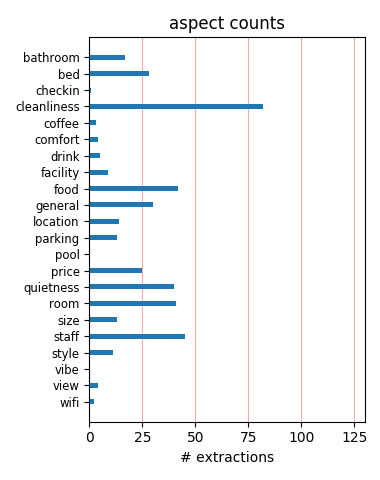 aspect counts
bathroom
bed
checkin
cleanliness
coffee
comfort
drink
facility
food
general
location
parking
pool
price
quietness
room
size
staff
style
vibe
view
wifi
0 25 50 75 100 125
# extractions